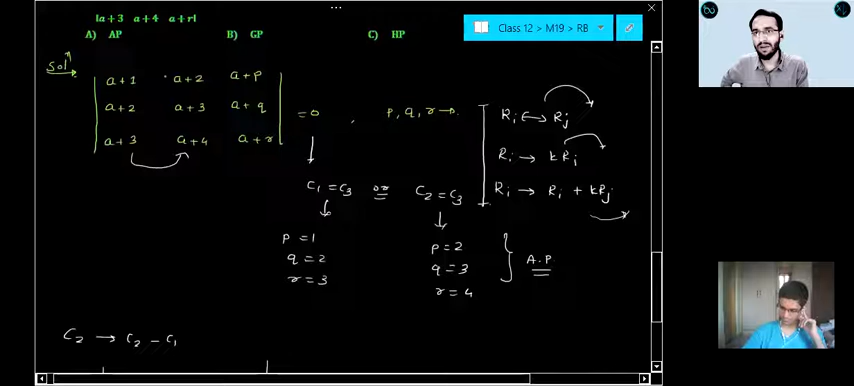 |a+3 a+4 a+r|
A) AP B) GP C) HP
Class 12 > M19 > RB
Solⁿ
a+1 a+2 a+p
a+2 a+3 a+q
a+3 a+4 a+r
= 0 , p, q, r →
Ri ↔ Rj
Ri → kRi
Ri → Ri + kRj
C1 = C3 or C2 = C3
p = 1
q = 2
r = 3
p = 2
q = 3
r = 4
A.P
C2 → C2 − C1